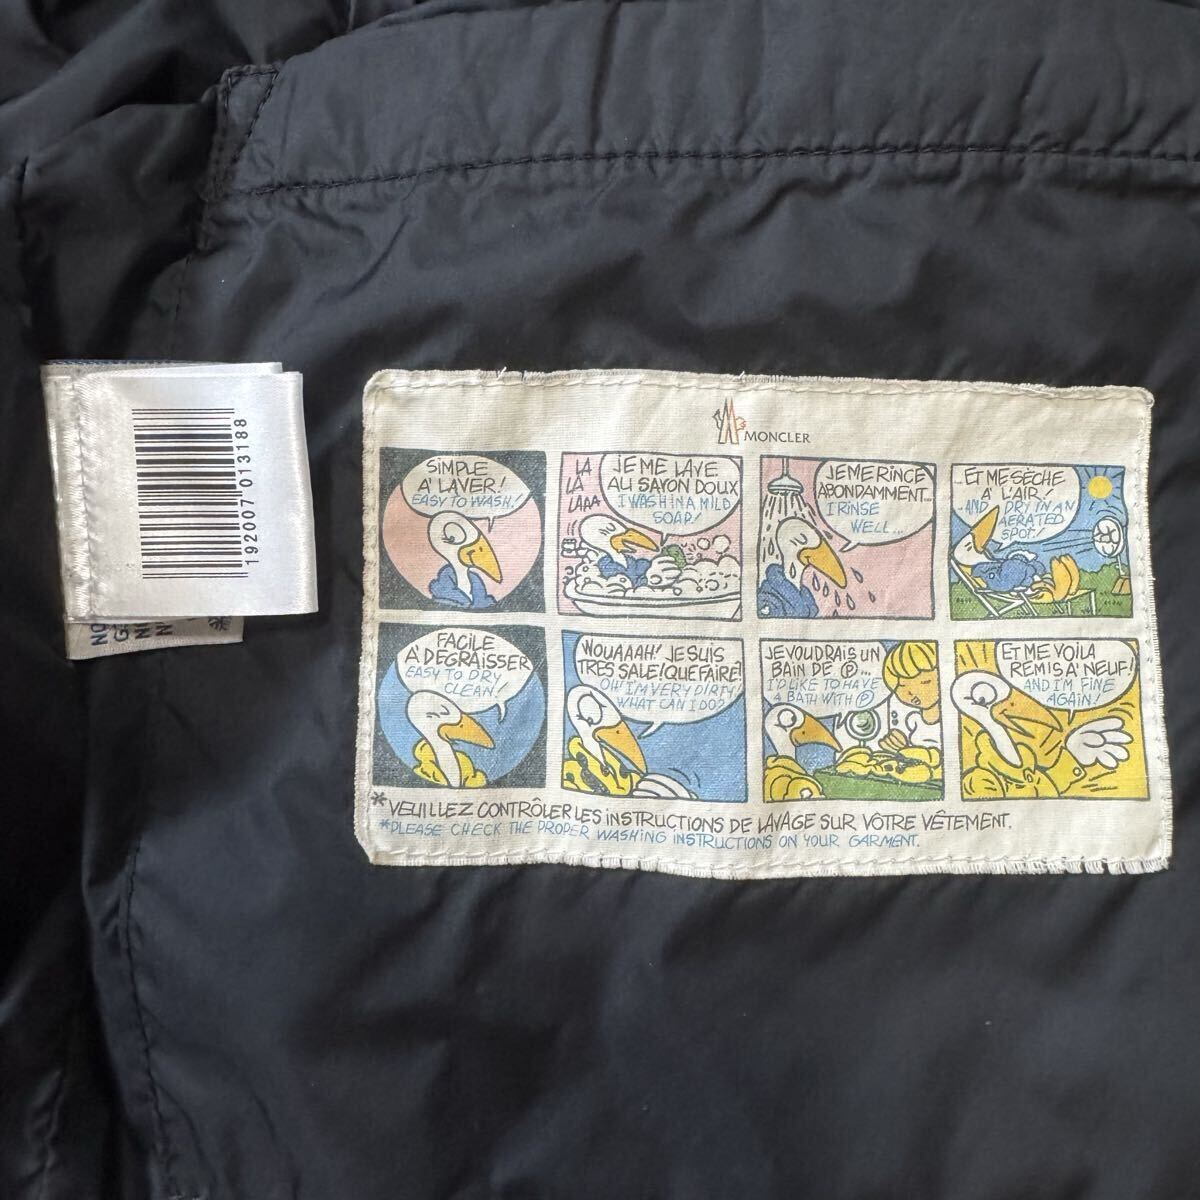 192007 013188
NO
G
NI
N
MONCLER
SiMPLE
A' LAVER!
EASY TO WASH!
LA
LA
LAAA
JE ME LAVE
AU SAVON DOUX
I WASH IN A MILD
SOAP!
JE ME RINCE
ABONDAMMENT...
I RINSE
WELL...
...ET ME SÈCHE
A' L'AIR!
...AND DRY IN AN
AERATED
SPOT.
FACILE
A' DÉGRAISSER
EASY TO DRY
CLEAN!
WOUAAAH! JE SUIS
TRES SALE! QUE FAIRE?
OH! I'M VERY DIRTY
WHAT CAN I DO?
JE VOUDRAIS UN
BAIN DE Ⓟ...
I'D LIKE TO HAVE
A BATH WITH Ⓟ
ET ME VOILA
REMIS A' NEUF!
AND I'M FINE
AGAIN!
*VEUILLEZ CONTRÔLER LES INSTRUCTIONS DE LAVAGE SUR VÔTRE VÊTEMENT.
*PLEASE CHECK THE PROPER WASHING INSTRUCTIONS ON YOUR GARMENT.